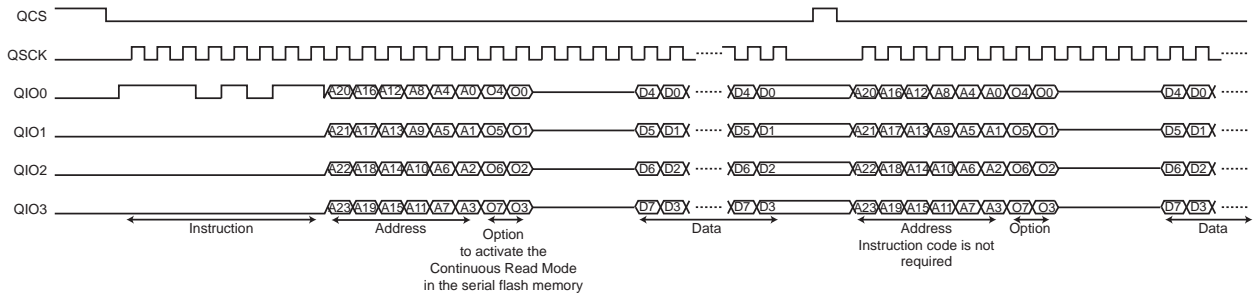 QCS
QSCK
QIO0 A20 A16 A12 A8 A4 A0 O4 O0 D4 D0 D4 D0 A20 A16 A12 A8 A4 A0 O4 O0 D4 D0
QIO1 A21 A17 A13 A9 A5 A1 O5 O1 D5 D1 D5 D1 A21 A17 A13 A9 A5 A1 O5 O1 D5 D1
QIO2 A22 A18 A14 A10 A6 A2 O6 O2 D6 D2 D6 D2 A22 A18 A14 A10 A6 A2 O6 O2 D6 D2
QIO3 A23 A19 A15 A11 A7 A3 O7 O3 D7 D3 D7 D3 A23 A19 A15 A11 A7 A3 O7 O3 D7 D3
Instruction Address Option Data Address Option Data
to activate the
Continuous Read Mode
in the serial flash memory
Instruction code is not
required